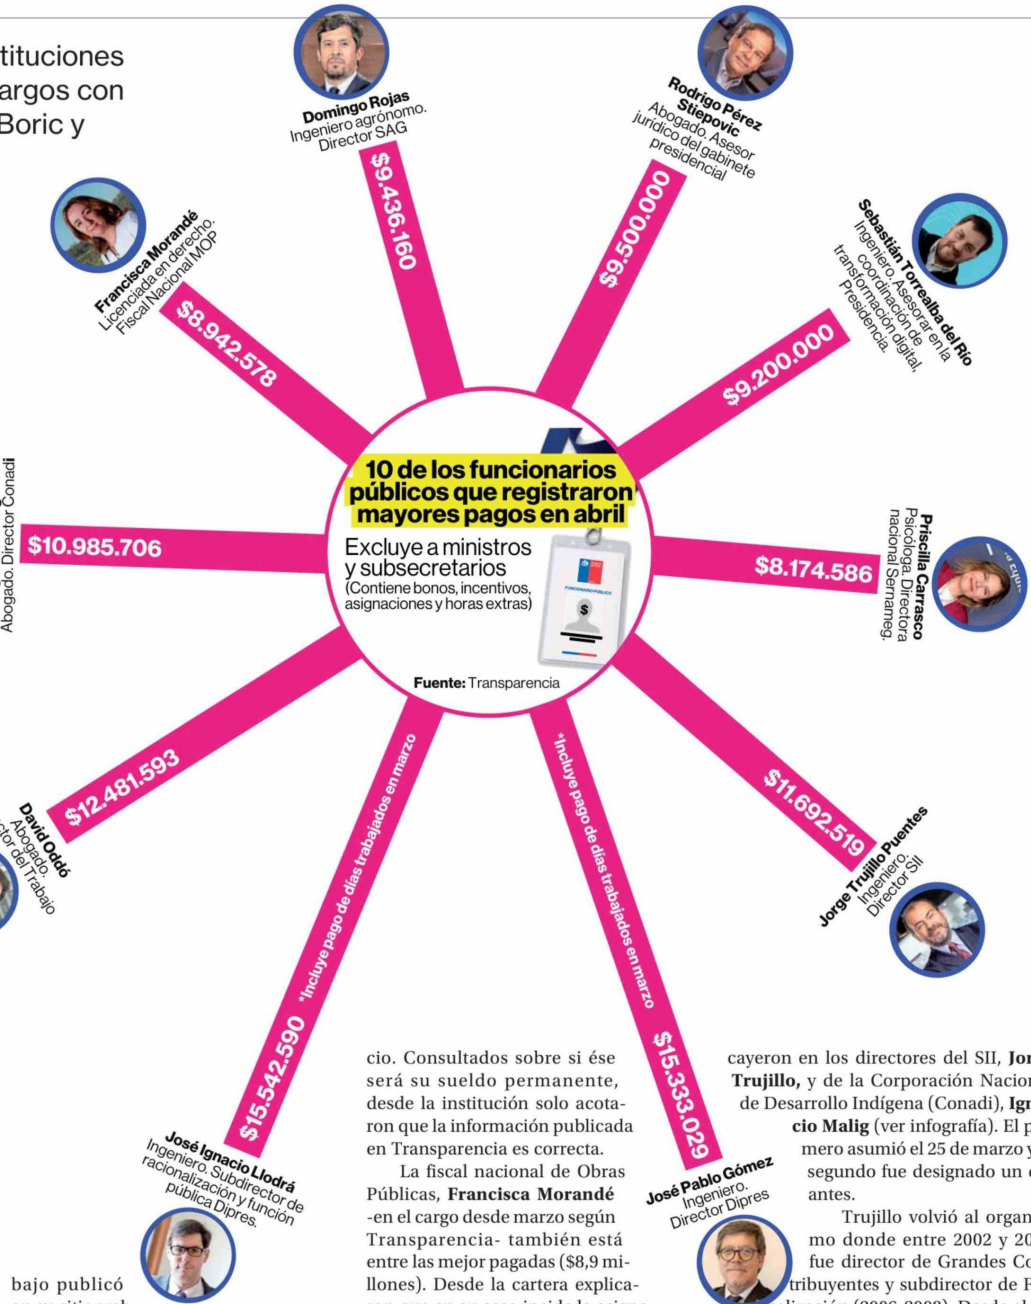 tituciones
argos con
Boric y
Domingo Rojas
Ingeniero agrónomo.
Director SAG
$9.436.160
Rodrigo Pérez
Stiepovic
Abogado. Asesor
jurídico del gabinete
presidencial
$9.500.000
Sebastián Torrealba del Río
Ingeniero. Asesorar en la
coordinación de
transformación digital,
Presidencia.
$9.200.000
Francisca Morandé
Licenciada en derecho.
Fiscal Nacional MOP
$8.942.578
Abogado. Director Conadi
$10.985.706
10 de los funcionarios
públicos que registraron
mayores pagos en abril
Excluye a ministros
y subsecretarios
(Contiene bonos, incentivos,
asignaciones y horas extras)
FUNCIONARIO PÚBLICO
$
Fuente: Transparencia
Priscilla Carrasco
Psicóloga. Directora
nacional Sernameg.
$8.174.586
David Oddó
Abogado.
ctor del Trabajo
$12.481.593
Jorge Trujillo Puentes
Ingeniero.
Director SII
$11.692.519
José Ignacio Llodrá
Ingeniero. Subdirector de
racionalización y función
pública Dipres.
$15.542.590 *Incluye pago de días trabajados en marzo
José Pablo Gómez
Ingeniero.
Director Dipres
*Incluye pago de días trabajados en marzo $15.333.029
bajo publicó
cio. Consultados sobre si ése
será su sueldo permanente,
desde la institución solo acota-
ron que la información publicada
en Transparencia es correcta.
La fiscal nacional de Obras
Públicas, Francisca Morandé
-en el cargo desde marzo según
Transparencia- también está
entre las mejor pagadas ($8,9 mi-
llones). Desde la cartera explica-
cayeron en los directores del SII, Jor
Trujillo, y de la Corporación Nacion
de Desarrollo Indígena (Conadi), Ign
cio Malig (ver infografía). El p
mero asumió el 25 de marzo y
segundo fue designado un
antes.
Trujillo volvió al organ
mo donde entre 2002 y 20
fue director de Grandes Co
tribuyentes y subdirector de F